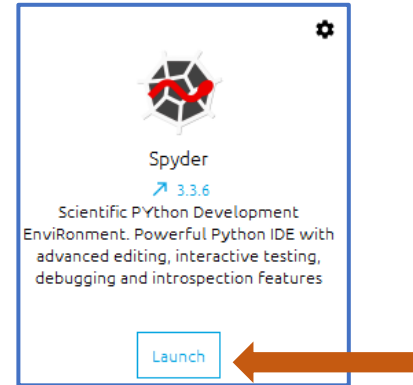 Spyder
3.3.6
Scientific PYthon Development
EnviRonment. Powerful Python IDE with
advanced editing, interactive testing,
debugging and introspection features
Launch